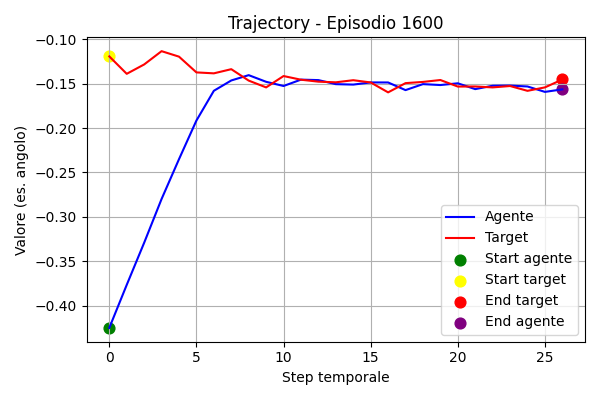 Trajectory - Episodio 1600
Valore (es. angolo)
−0.10
−0.15
−0.20
−0.25
−0.30
−0.35
−0.40
Agente
Target
Start agente
Start target
End target
End agente
0 5 10 15 20 25
Step temporale